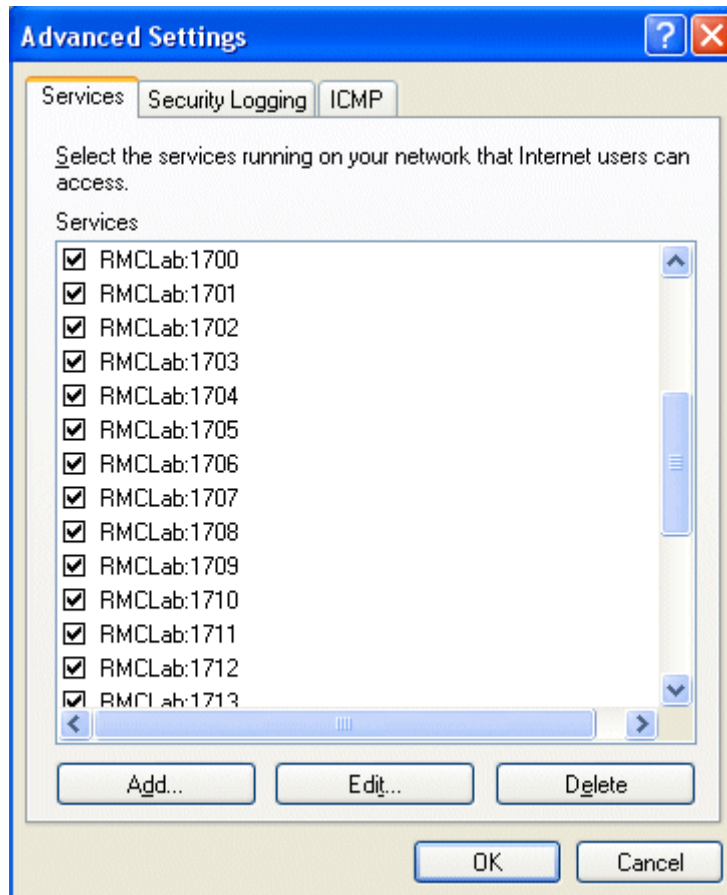 Advanced Settings
Services Security Logging ICMP
Select the services running on your network that Internet users can
access.
Services
RMCLab:1700
RMCLab:1701
RMCLab:1702
RMCLab:1703
RMCLab:1704
RMCLab:1705
RMCLab:1706
RMCLab:1707
RMCLab:1708
RMCLab:1709
RMCLab:1710
RMCLab:1711
RMCLab:1712
RMCLab:1713
Add... Edit... Delete
OK Cancel